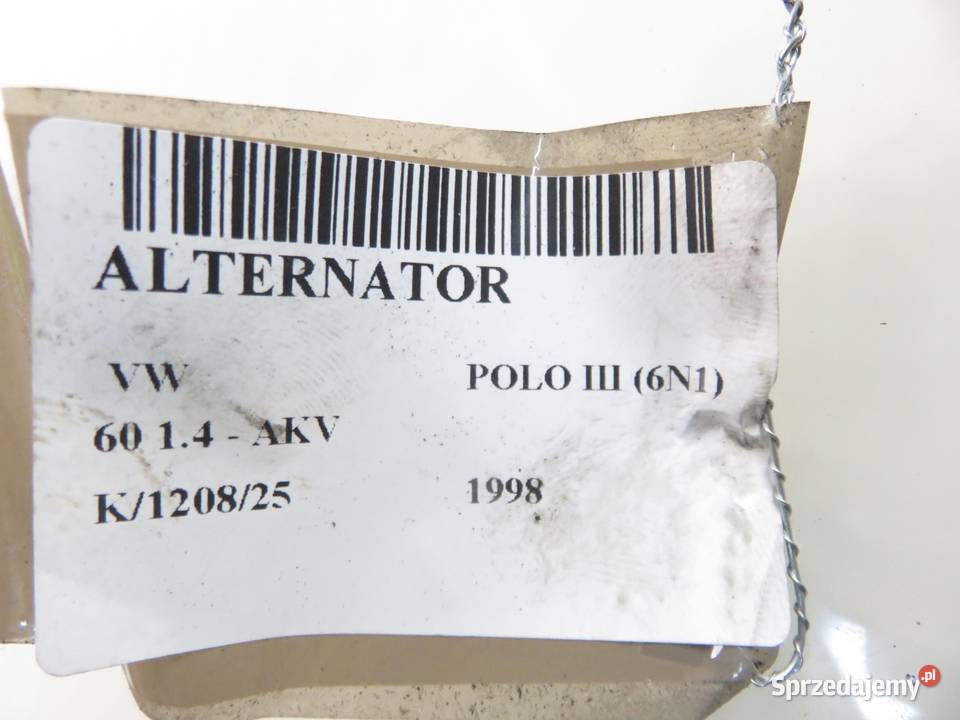 ALTERNATOR
VW POLO III (6N1)
60 1.4 - AKV
K/1208/25 1998
Sprzedajemy.pl